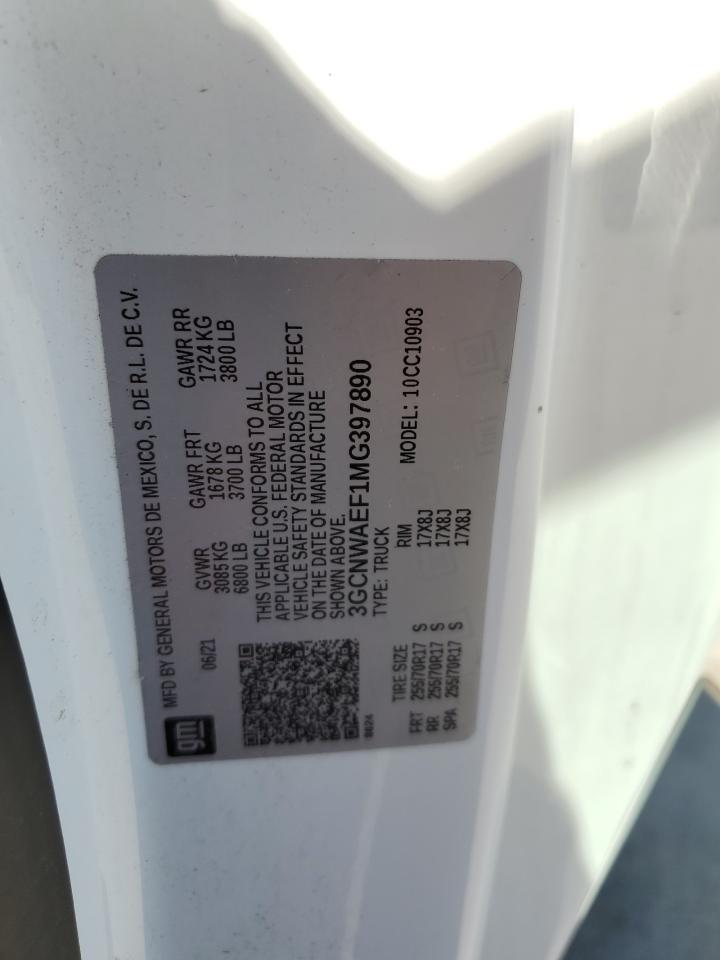 gm
MFD BY GENERAL MOTORS DE MEXICO, S. DE R.L. DE C.V.
06/21
GVWR
3085 KG
6800 LB
GAWR FRT
1678 KG
3700 LB
GAWR RR
1724 KG
3800 LB
THIS VEHICLE CONFORMS TO ALL
APPLICABLE U.S. FEDERAL MOTOR
VEHICLE SAFETY STANDARDS IN EFFECT
ON THE DATE OF MANUFACTURE
SHOWN ABOVE.
3GCNWAEF1MG397890
8624
TYPE: TRUCK
MODEL: 10CC10903
TIRE SIZE RIM
FRT 255/70R17 S 17X8J
RR 255/70R17 S 17X8J
SPA 255/70R17 S 17X8J